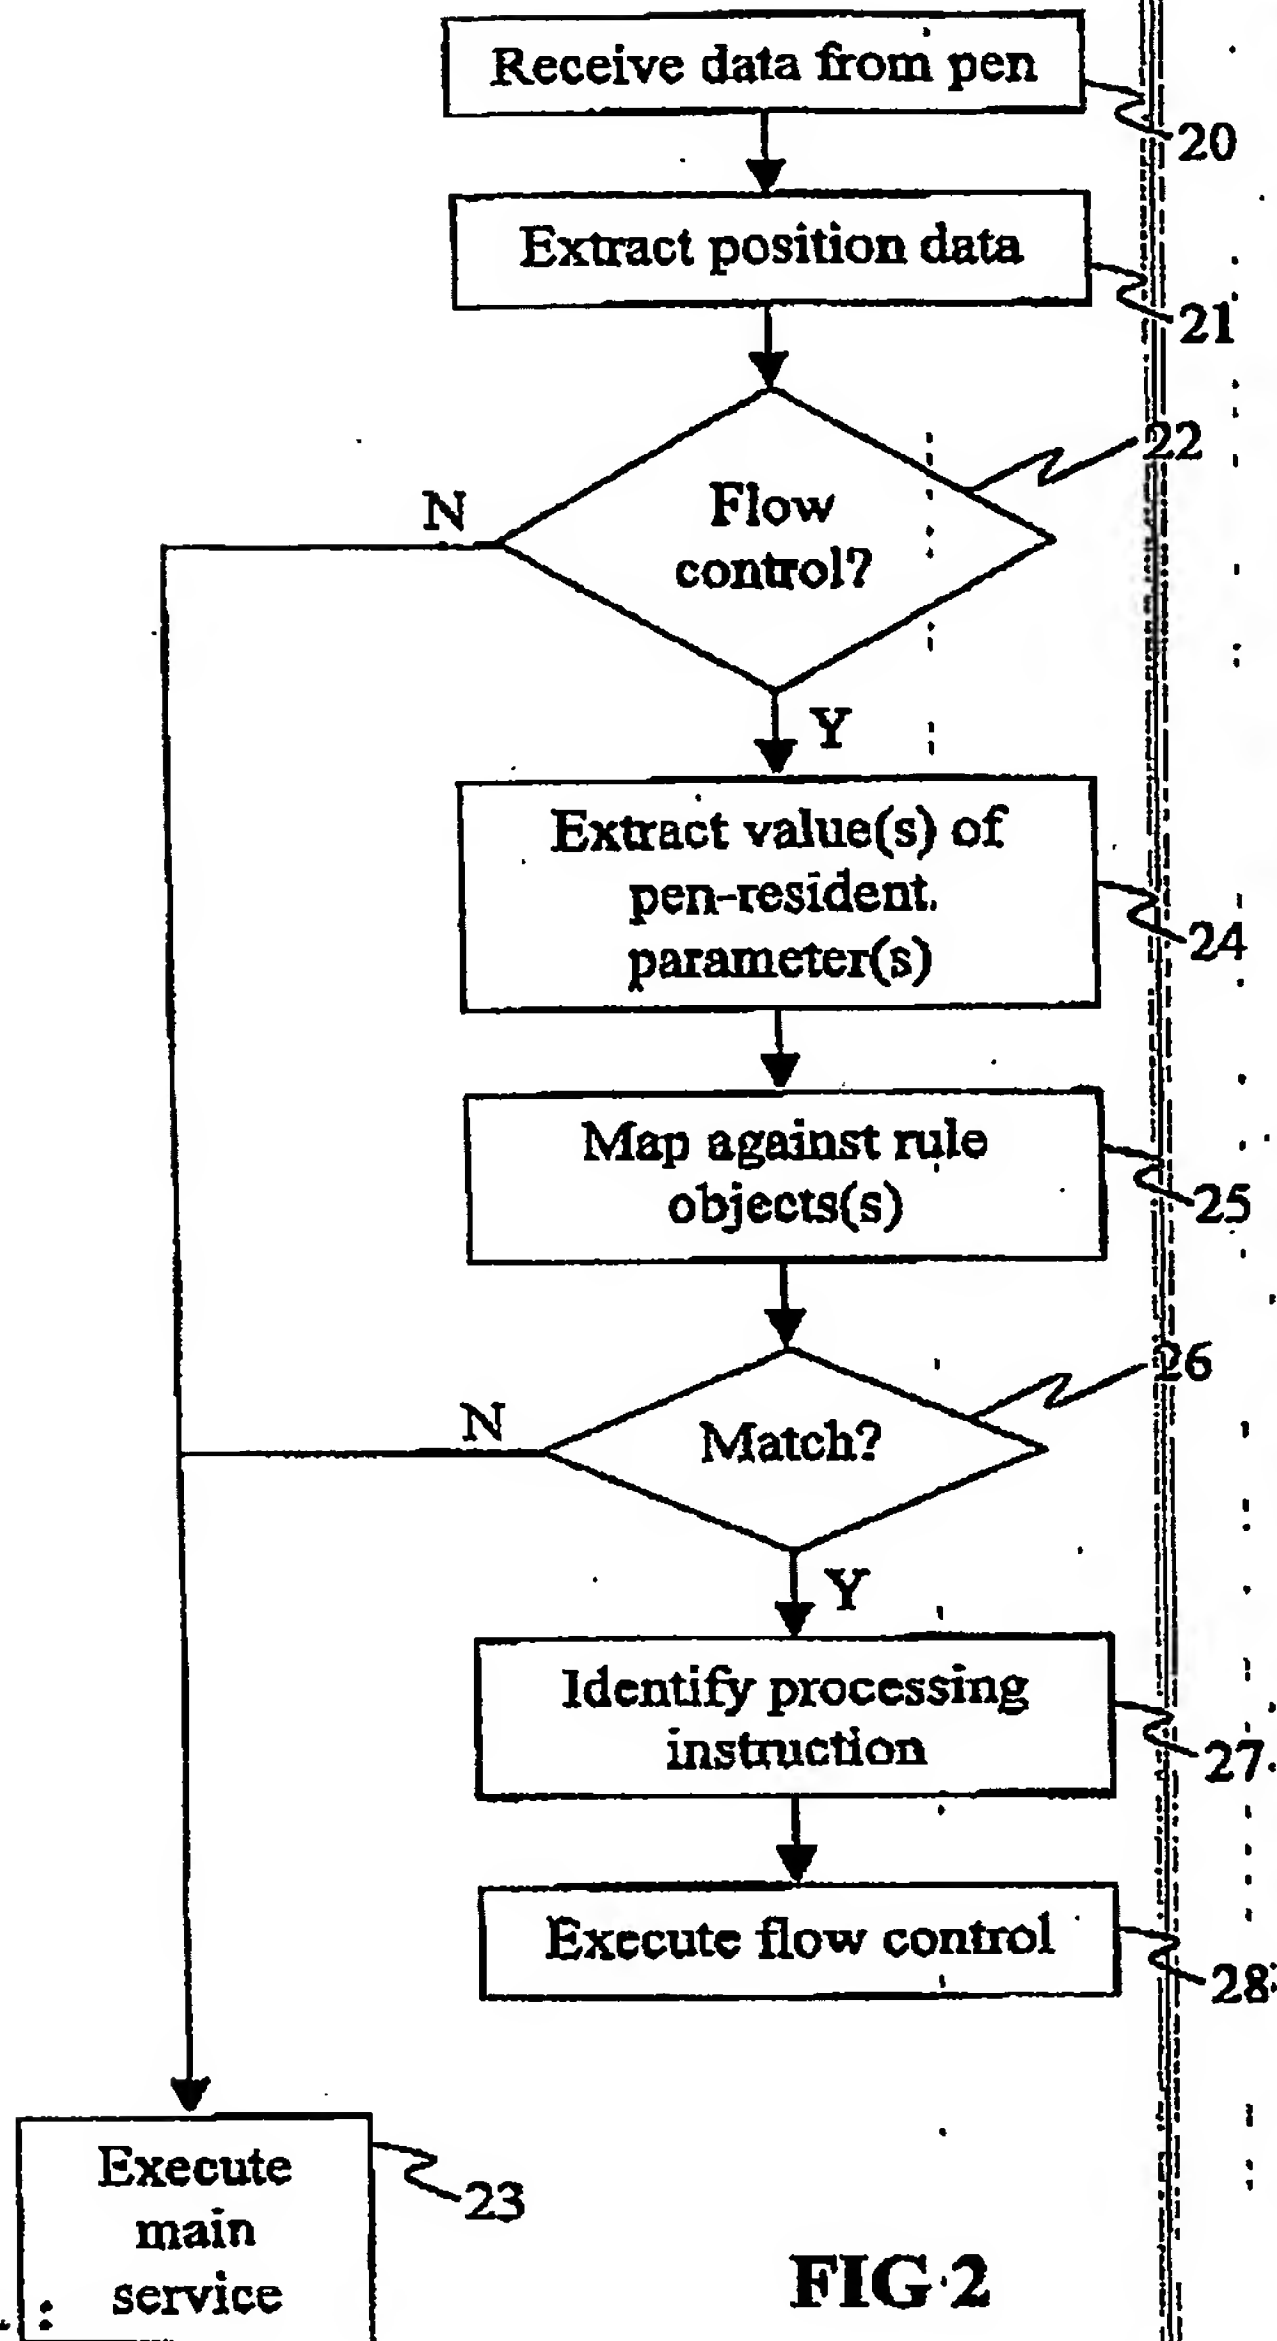 Receive data from pen
20
Extract position data
21
22
Flow
control?
N
Y
Extract value(s) of
pen-resident.
parameter(s)
24
Map against rule
objects(s)
25
26
Match?
N
Y
Identify processing
instruction
27
Execute flow control
28
Execute
main
service
23
FIG 2